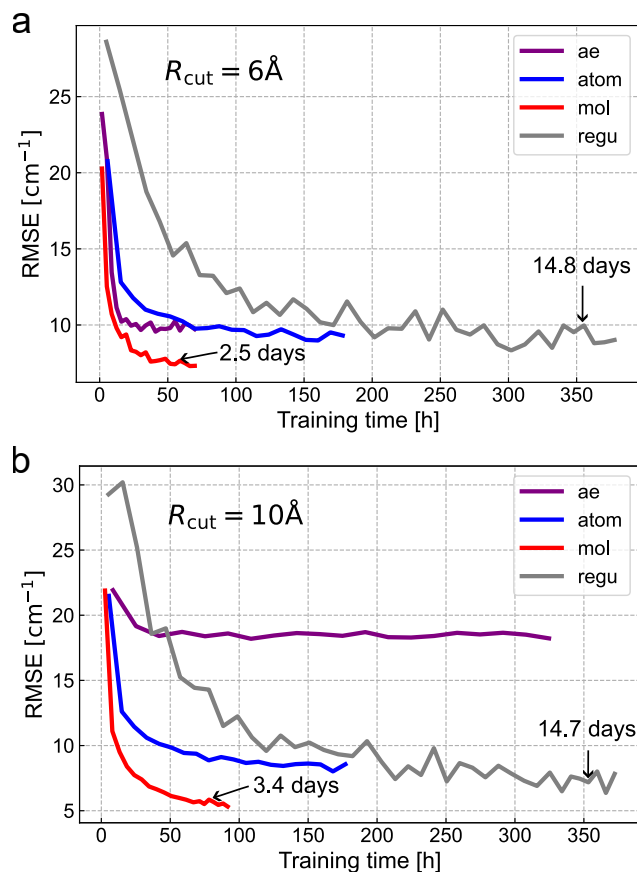 a
R_cut = 6Å
ae
atom
mol
regu
14.8 days
2.5 days
RMSE [cm⁻¹]
25
20
15
10
0 50 100 150 200 250 300 350
Training time [h]
b
R_cut = 10Å
ae
atom
mol
regu
14.7 days
3.4 days
RMSE [cm⁻¹]
30
25
20
15
10
5
0 50 100 150 200 250 300 350
Training time [h]